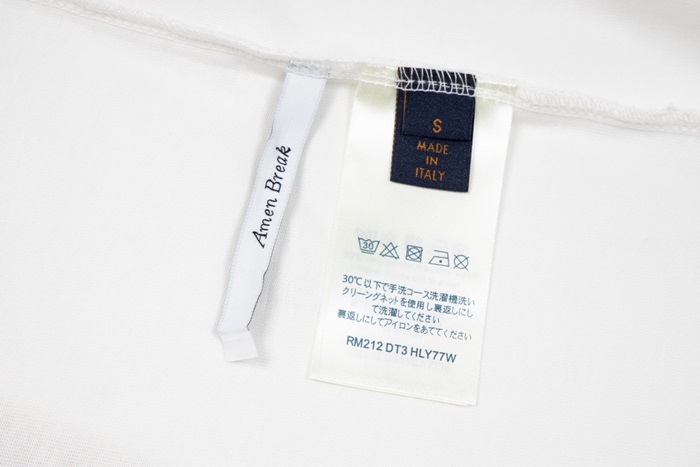 Amen Break
S
MADE
IN
ITALY
30
30℃以下で手洗コース洗濯機洗い
クリーングネットを使用し裏返しにし
て洗濯してください
裏返しにしてアイロンをあててください
RM212 DT3 HLY77W